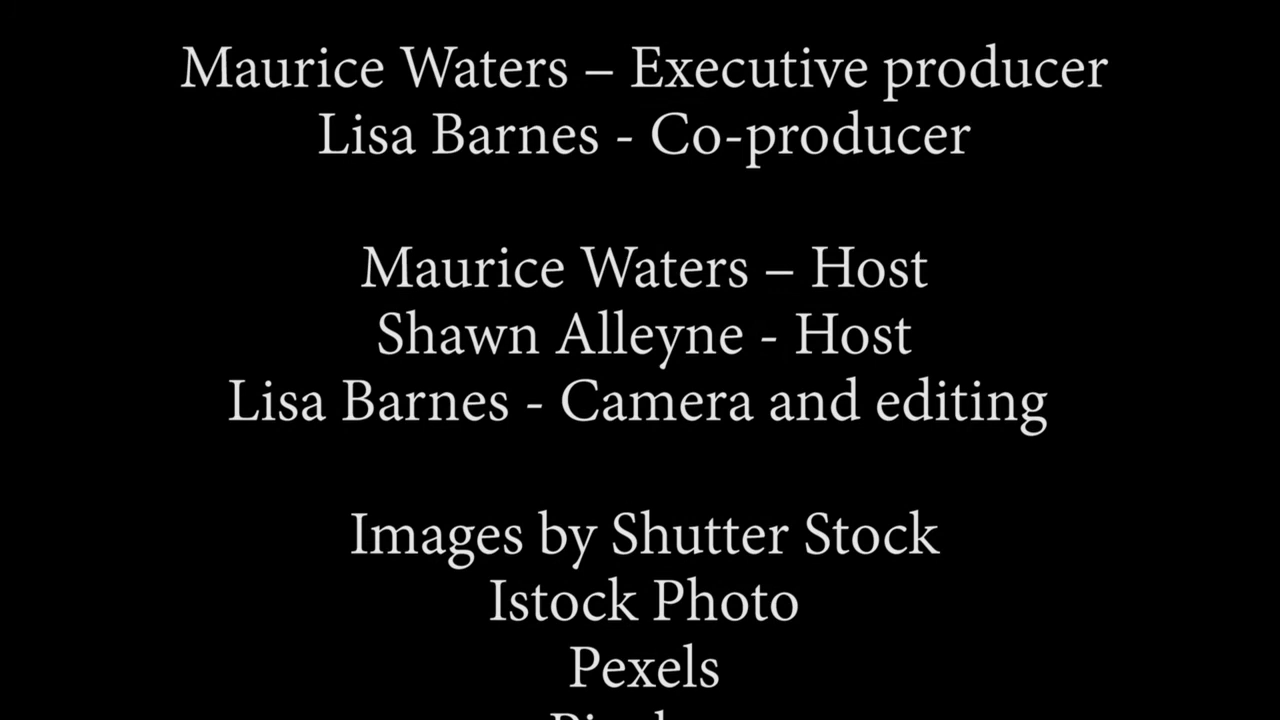 Maurice Waters – Executive producer
Lisa Barnes - Co-producer
Maurice Waters – Host
Shawn Alleyne - Host
Lisa Barnes - Camera and editing
Images by Shutter Stock
Istock Photo
Pexels